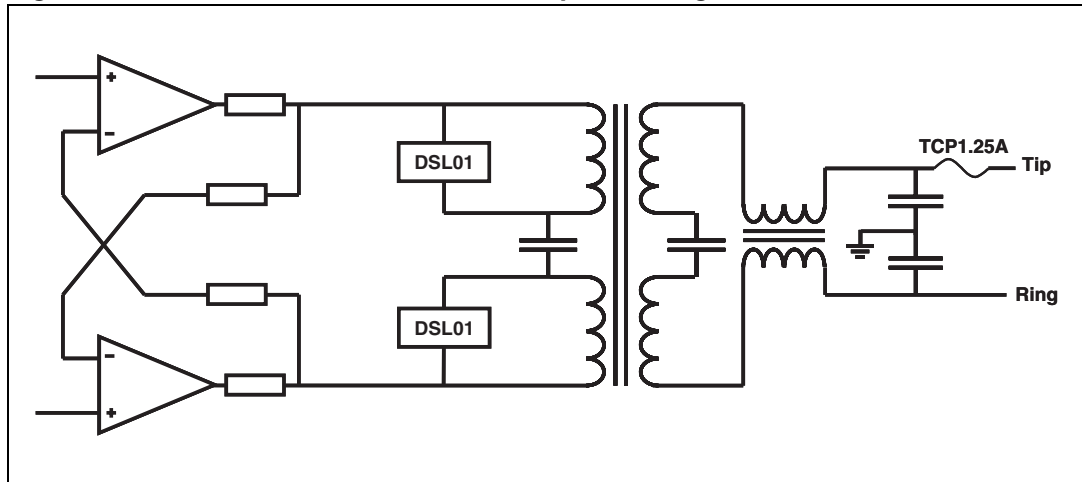 +
-
DSL01
TCP1.25A
Tip
DSL01
Ring
-
+